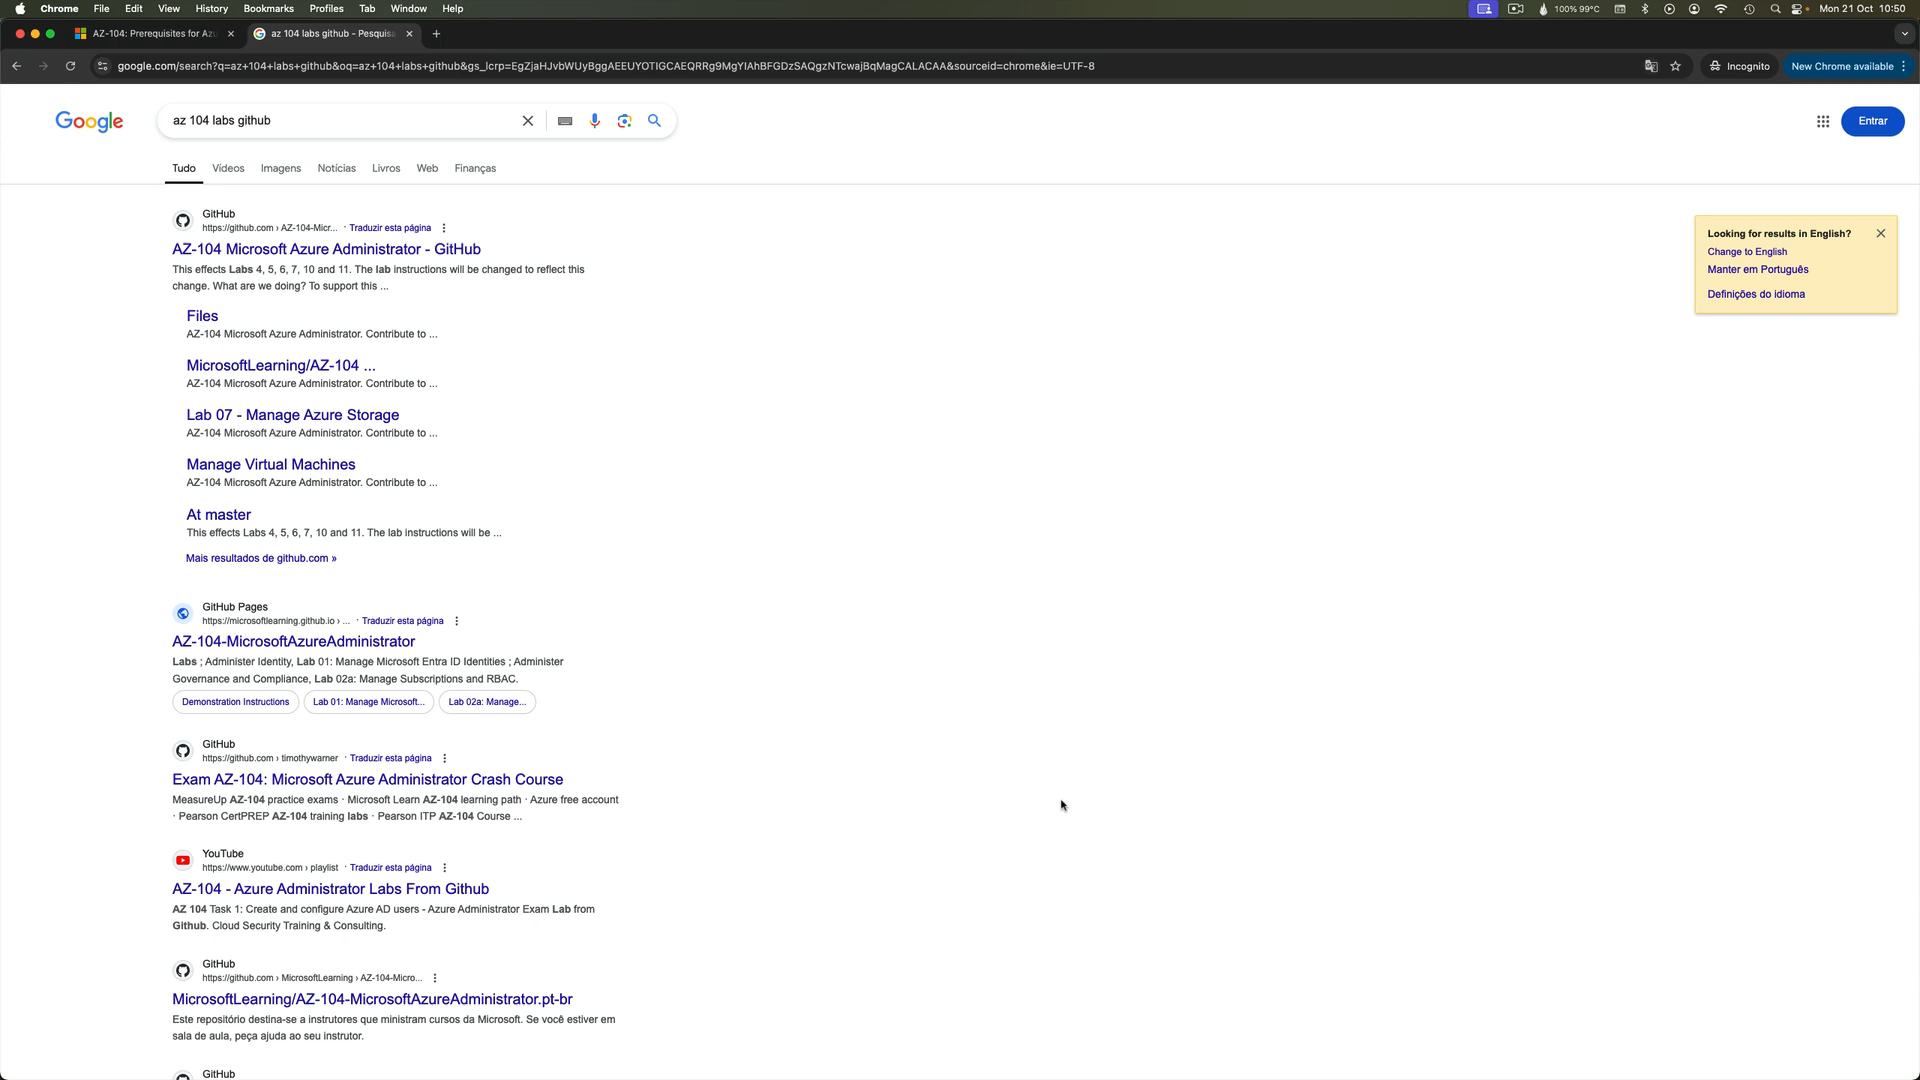 Chrome File Edit View History Bookmarks Profiles Tab Window Help
100% 99°C
Mon 21 Oct 10:50
AZ-104: Prerequisites for Azu
az 104 labs github - Pesquisa
google.com/search?q=az+104+labs+github&oq=az+104+labs+github&gs_lcrp=EgZjaHJvbWUyBggAEEUYOTIGCAEQRRg9MgYIAhBFGDzSAQgzNTcwajBqMagCALACAA&sourceid=chrome&ie=UTF-8
Incognito
New Chrome available
Google
az 104 labs github
Entrar
Tudo Vídeos Imagens Notícias Livros Web Finanças
Looking for results in English?
Change to English
Manter em Português
Definições do idioma
GitHub
https://github.com › AZ-104-Micr... · Traduzir esta página
AZ-104 Microsoft Azure Administrator - GitHub
This effects Labs 4, 5, 6, 7, 10 and 11. The lab instructions will be changed to reflect this
change. What are we doing? To support this ...
Files
AZ-104 Microsoft Azure Administrator. Contribute to ...
MicrosoftLearning/AZ-104 ...
AZ-104 Microsoft Azure Administrator. Contribute to ...
Lab 07 - Manage Azure Storage
AZ-104 Microsoft Azure Administrator. Contribute to ...
Manage Virtual Machines
AZ-104 Microsoft Azure Administrator. Contribute to ...
At master
This effects Labs 4, 5, 6, 7, 10 and 11. The lab instructions will be ...
Mais resultados de github.com »
GitHub Pages
https://microsoftlearning.github.io › ... · Traduzir esta página
AZ-104-MicrosoftAzureAdministrator
Labs ; Administer Identity, Lab 01: Manage Microsoft Entra ID Identities ; Administer
Governance and Compliance, Lab 02a: Manage Subscriptions and RBAC.
Demonstration Instructions
Lab 01: Manage Microsoft...
Lab 02a: Manage...
GitHub
https://github.com › timothywarner · Traduzir esta página
Exam AZ-104: Microsoft Azure Administrator Crash Course
MeasureUp AZ-104 practice exams · Microsoft Learn AZ-104 learning path · Azure free account
· Pearson CertPREP AZ-104 training labs · Pearson ITP AZ-104 Course ...
YouTube
https://www.youtube.com › playlist · Traduzir esta página
AZ-104 - Azure Administrator Labs From Github
AZ 104 Task 1: Create and configure Azure AD users - Azure Administrator Exam Lab from
Github. Cloud Security Training & Consulting.
GitHub
https://github.com › MicrosoftLearning › AZ-104-Micro...
MicrosoftLearning/AZ-104-MicrosoftAzureAdministrator.pt-br
Este repositório destina-se a instrutores que ministram cursos da Microsoft. Se você estiver em
sala de aula, peça ajuda ao seu instrutor.
GitHub